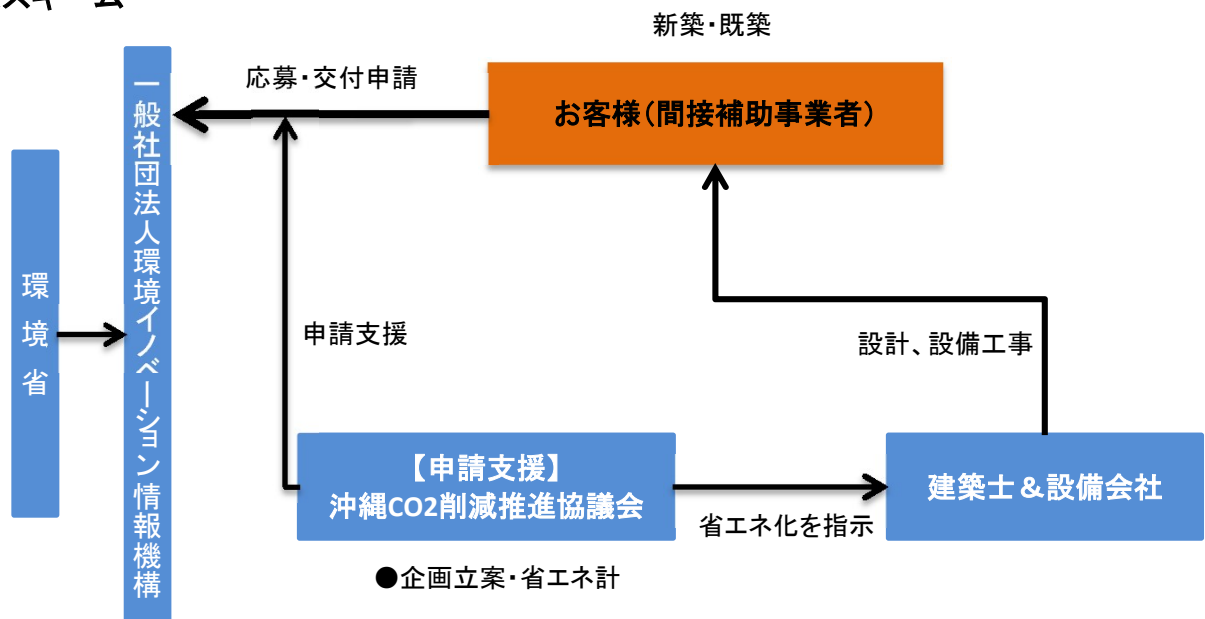 スキーム
新築・既築
応募・交付申請
お客様(間接補助事業者)
環境省
一般社団法人環境イノベーション情報機構
申請支援
設計、設備工事
【申請支援】
沖縄CO2削減推進協議会
建築士&設備会社
省エネ化を指示
●企画立案・省エネ計